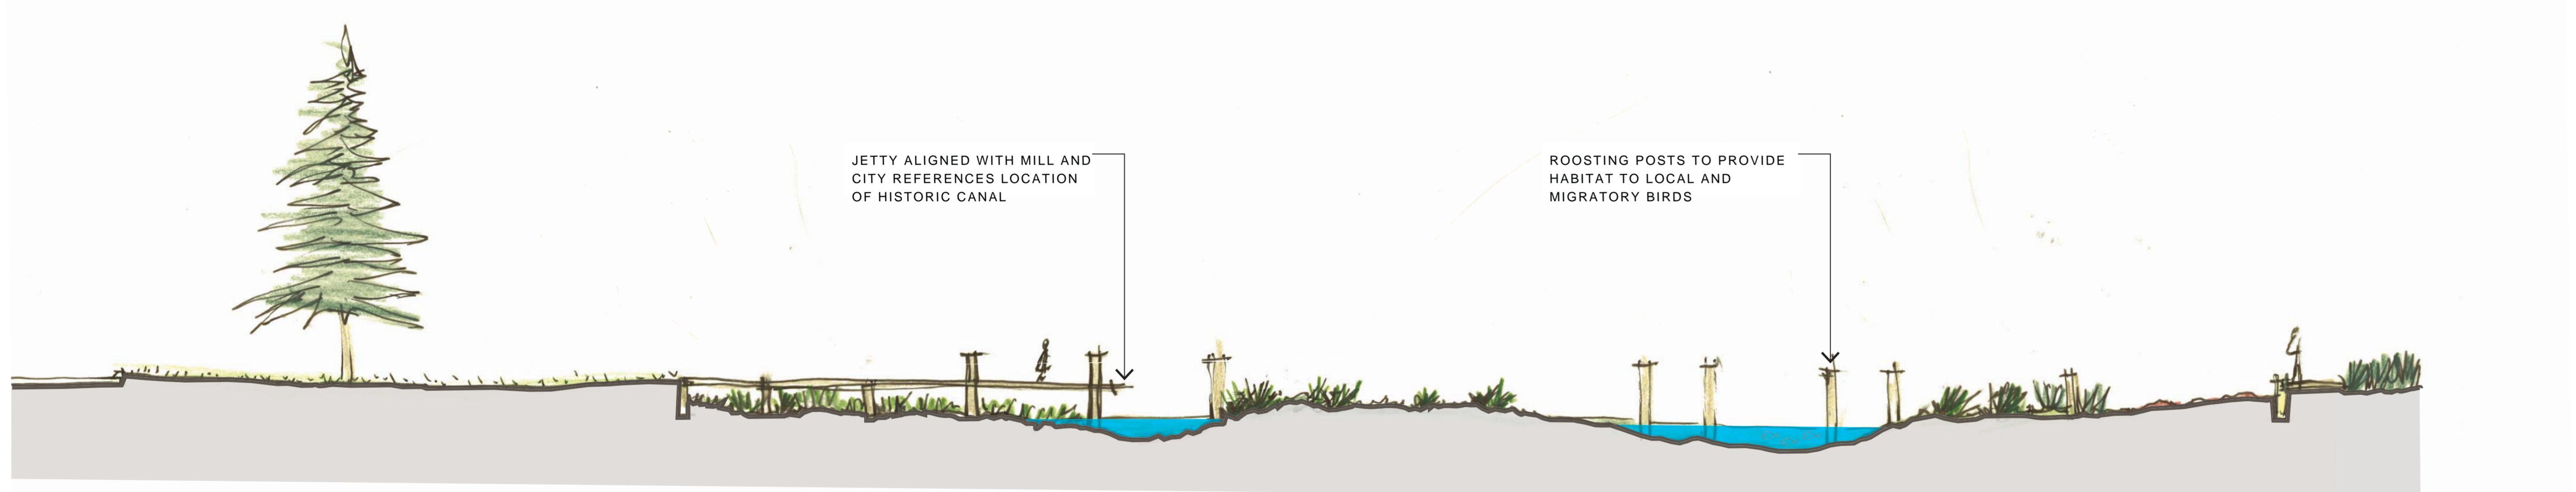 JETTY ALIGNED WITH MILL AND
CITY REFERENCES LOCATION
OF HISTORIC CANAL
ROOSTING POSTS TO PROVIDE
HABITAT TO LOCAL AND
MIGRATORY BIRDS